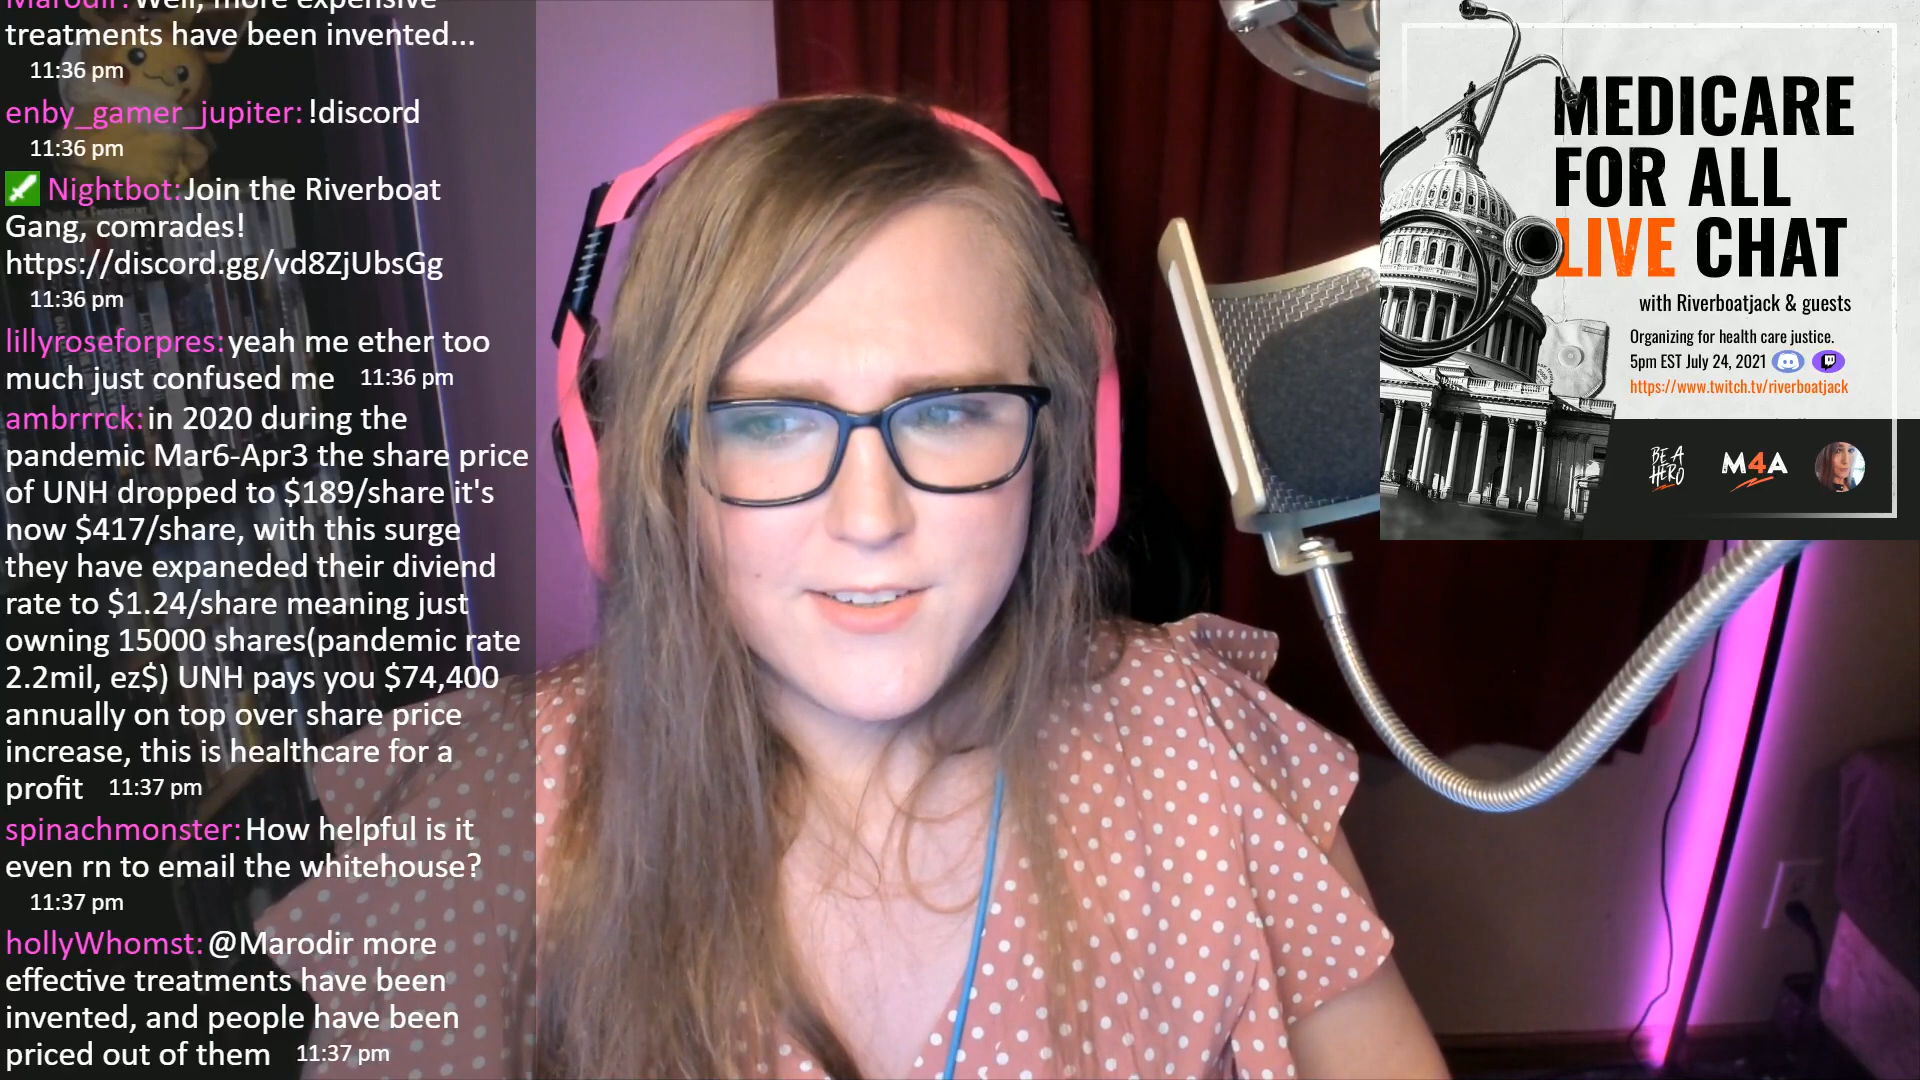 Marodir: Well, more expensive
treatments have been invented...
11:36 pm
enby_gamer_jupiter: !discord
11:36 pm
Nightbot: Join the Riverboat
Gang, comrades!
https://discord.gg/vd8ZjUbsGg
11:36 pm
lillyroseforpres: yeah me ether too
much just confused me 11:36 pm
ambrrrck: in 2020 during the
pandemic Mar6-Apr3 the share price
of UNH dropped to $189/share it's
now $417/share, with this surge
they have expaneded their diviend
rate to $1.24/share meaning just
owning 15000 shares(pandemic rate
2.2mil, ez$) UNH pays you $74,400
annually on top over share price
increase, this is healthcare for a
profit 11:37 pm
spinachmonster: How helpful is it
even rn to email the whitehouse?
11:37 pm
hollyWhomst: @Marodir more
effective treatments have been
invented, and people have been
priced out of them 11:37 pm
MEDICARE
FOR ALL
LIVE CHAT
with Riverboatjack & guests
Organizing for health care justice.
5pm EST July 24, 2021
https://www.twitch.tv/riverboatjack
BE A
HERO
M4A